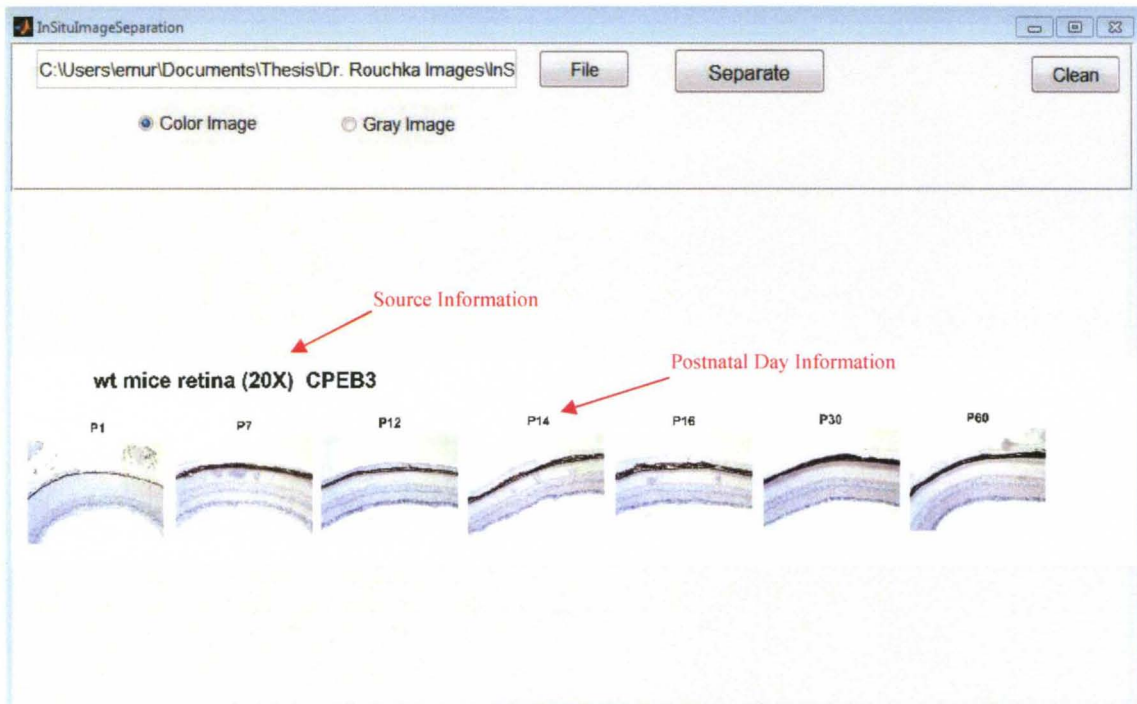 InSituImageSeparation
C:\Users\ernur\Documents\Thesis\Dr. Rouchka Images\InS File Separate Clean
Color Image Gray Image
Source Information
Postnatal Day Information
wt mice retina (20X) CPEB3
P1 P7 P12 P14 P16 P30 P60